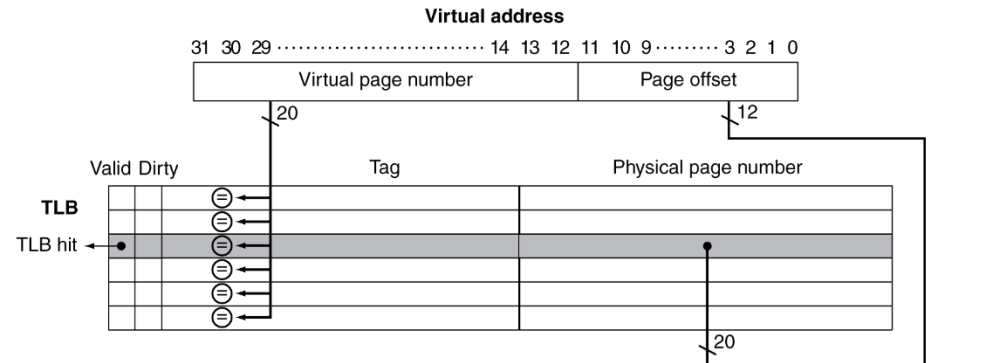 Virtual address
31 30 29 ··························· 14 13 12 11 10 9 ········· 3 2 1 0
Virtual page number Page offset
20 12
Valid Dirty Tag Physical page number
TLB
=
=
TLB hit =
=
=
=
20